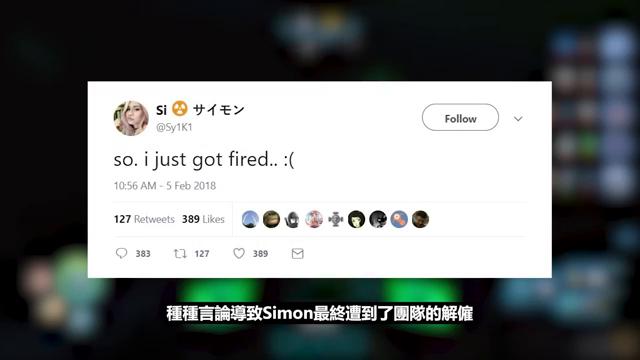 Si ☢ サイモン
@Sy1K1
Follow
so. i just got fired.. :(
10:56 AM - 5 Feb 2018
127 Retweets 389 Likes
383 127 389
種種言論導致Simon最終遭到了團隊的解僱